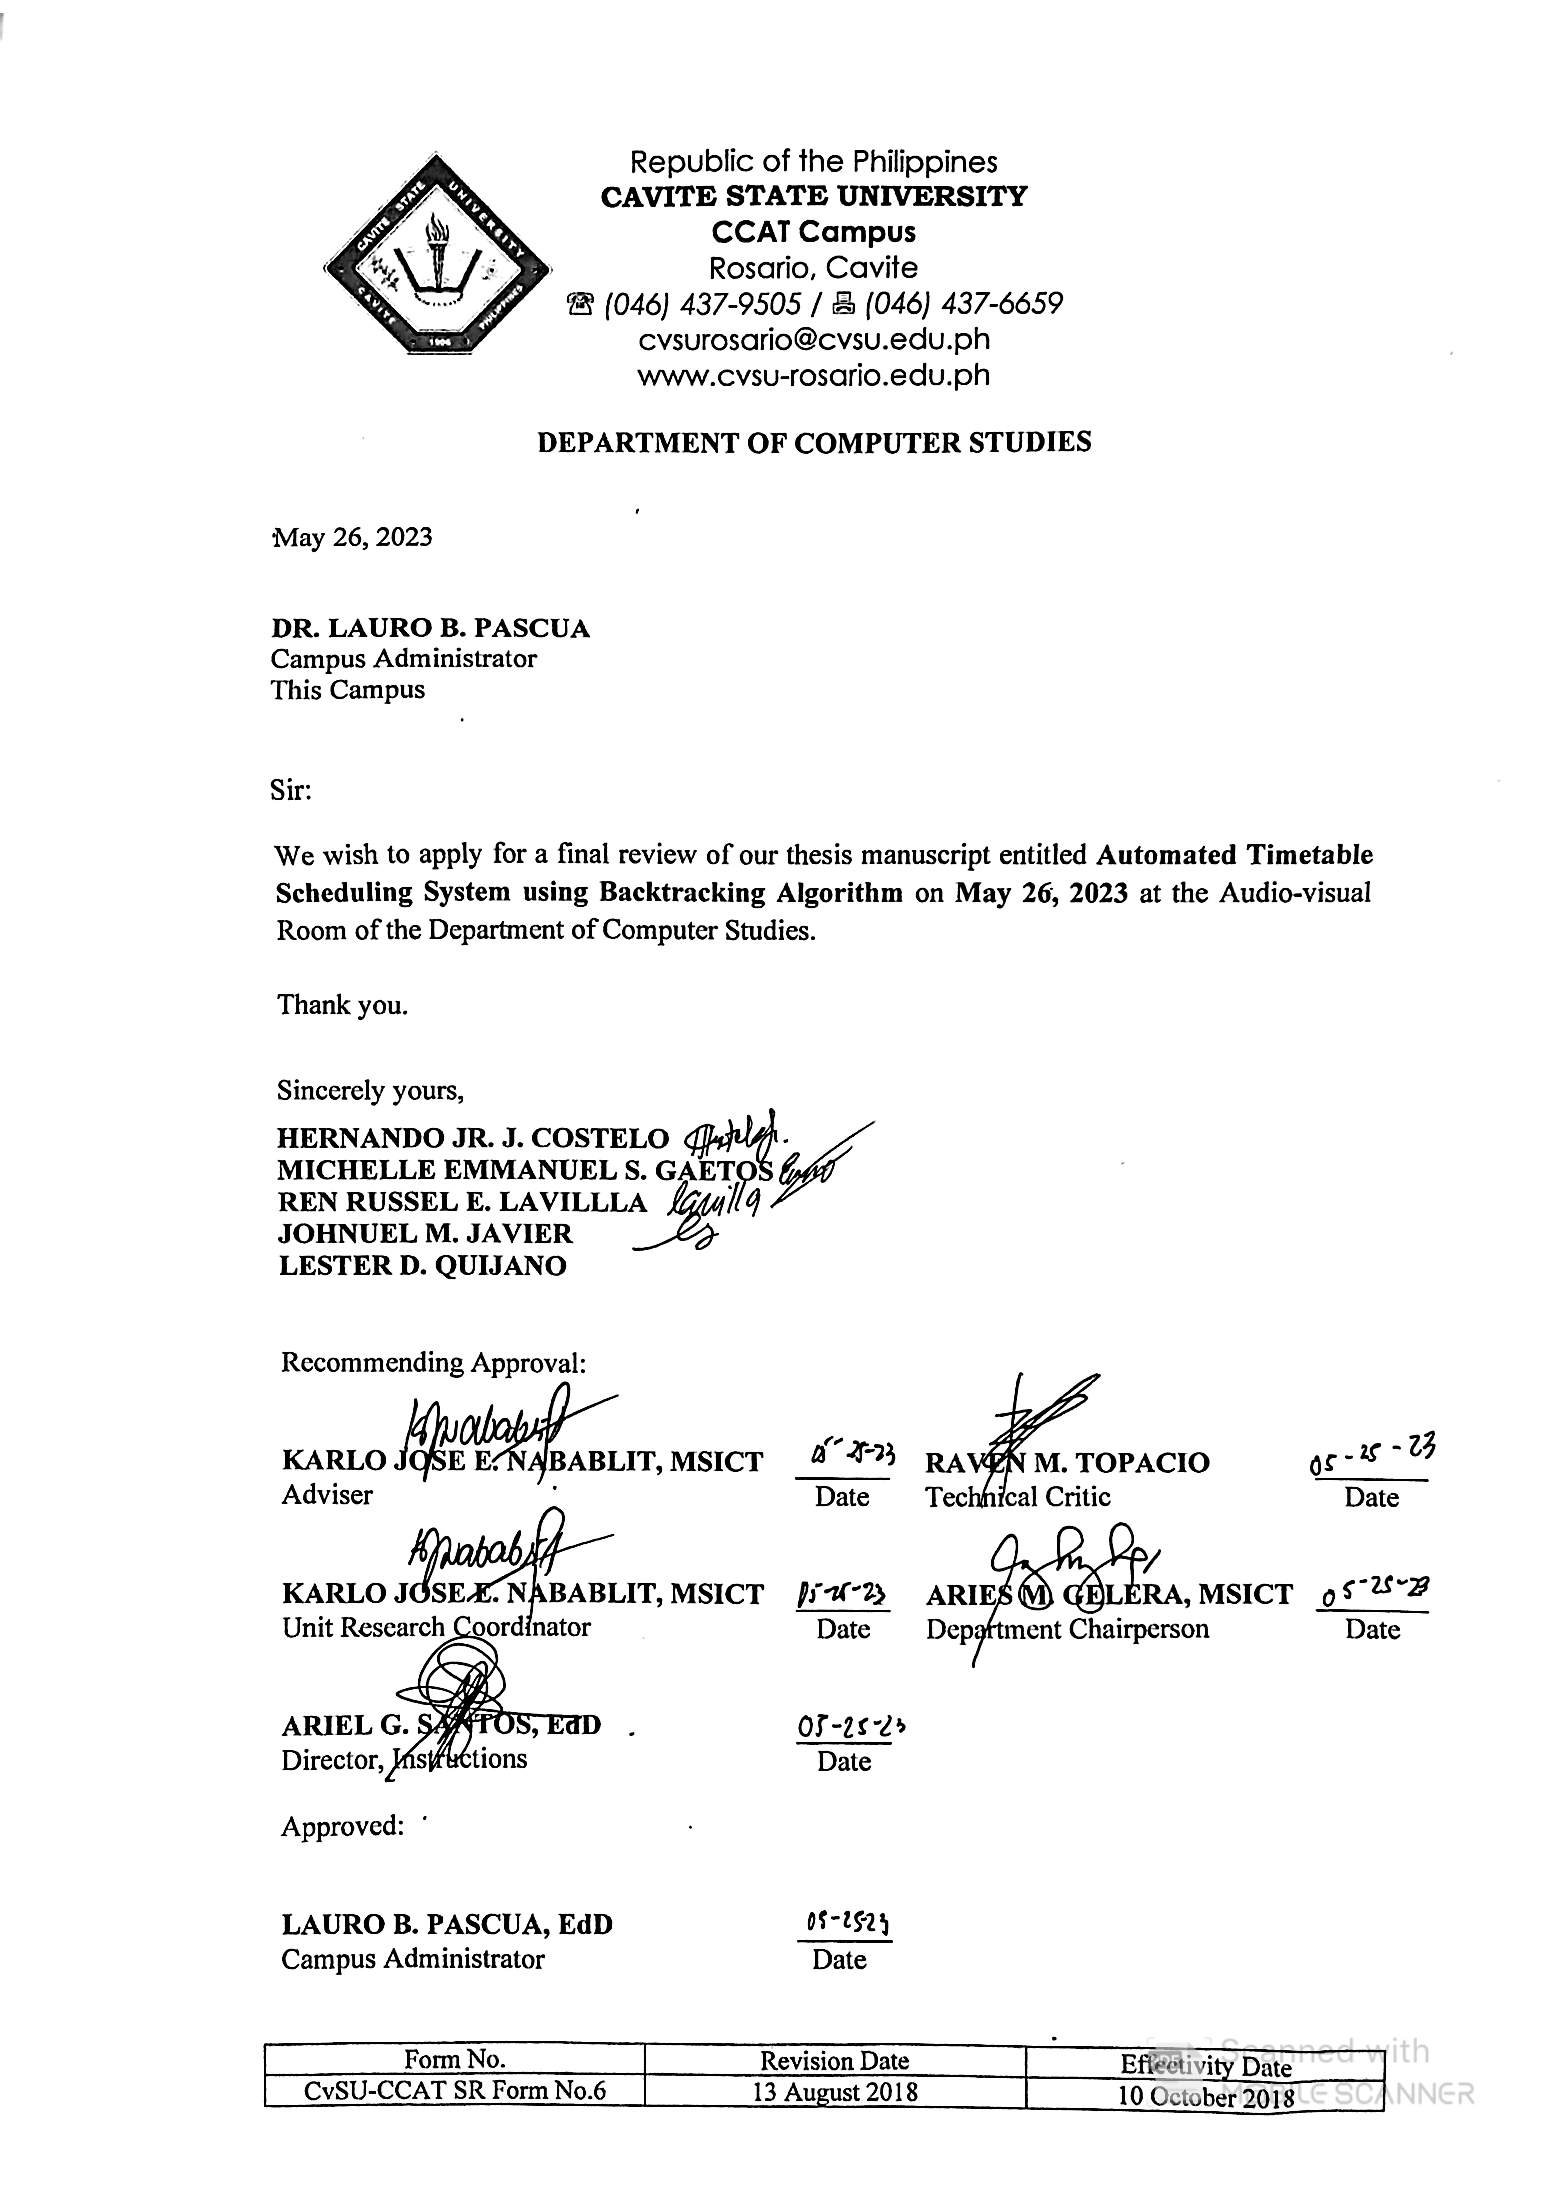 CAVITE STATE UNIVERSITY
CAVITE PHILIPPINES
1906
Republic of the Philippines
CAVITE STATE UNIVERSITY
CCAT Campus
Rosario, Cavite
(046) 437-9505 / (046) 437-6659
cvsurosario@cvsu.edu.ph
www.cvsu-rosario.edu.ph
DEPARTMENT OF COMPUTER STUDIES
May 26, 2023
DR. LAURO B. PASCUA
Campus Administrator
This Campus
Sir:
We wish to apply for a final review of our thesis manuscript entitled Automated Timetable
Scheduling System using Backtracking Algorithm on May 26, 2023 at the Audio-visual
Room of the Department of Computer Studies.
Thank you.
Sincerely yours,
HERNANDO JR. J. COSTELO
MICHELLE EMMANUEL S. GAETOS
REN RUSSEL E. LAVILLLA Lavilla
JOHNUEL M. JAVIER
LESTER D. QUIJANO
Recommending Approval:
KARLO JOSE E. NABABLIT, MSICT 05-25-23 RAVEN M. TOPACIO 05-25-23
Adviser Date Technical Critic Date
KARLO JOSE E. NABABLIT, MSICT 05-25-23 ARIES M. GELERA, MSICT 05-25-23
Unit Research Coordinator Date Department Chairperson Date
ARIEL G. SANTOS, EdD 05-25-23
Director, Instructions Date
Approved:
LAURO B. PASCUA, EdD 05-2523
Campus Administrator Date
Form No. Revision Date Effectivity Date
CvSU-CCAT SR Form No.6 13 August 2018 10 October 2018
Scanned with
MOBILE SCANNER